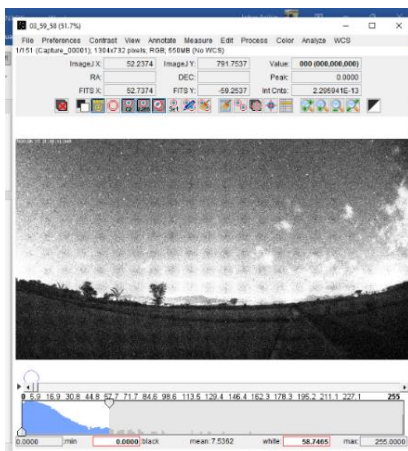 03_59_58 (51.7%)
File Preferences Contrast View Annotate Measure Edit Process Color Analyze WCS
1/151 (Capture_00001); 1304x732 pixels; RGB; 550MB (No WCS)
ImageJ X: 52.2374 ImageJ Y: 791.7537 Value: 000 (000,000,000)
RA: DEC: Peak: 0.0000
FITS X: 52.7374 FITS Y: -59.2537 Int Cnts: 2.295941E-13
0 5.9 16.9 30.8 44.8 57.7 71.7 84.6 98.6 113.5 129.4 146.4 162.3 178.3 195.2 211.1 227.1 255
0.0000 :min 0.0000 :black mean: 7.5362 white: 58.7465 max: 255.0000